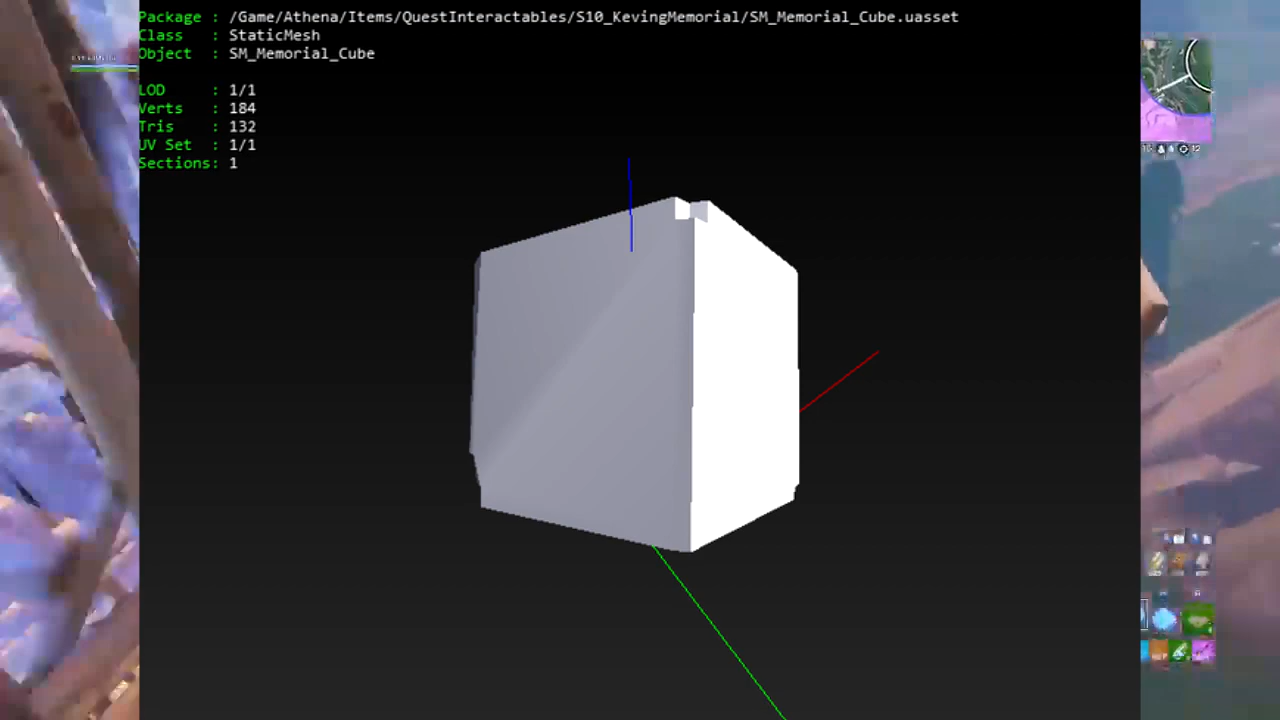 Package : /Game/Athena/Items/QuestInteractables/S10_KevingMemorial/SM_Memorial_Cube.uasset
Class : StaticMesh
Object : SM_Memorial_Cube
LOD : 1/1
Verts : 184
Tris : 132
UV Set : 1/1
Sections: 1